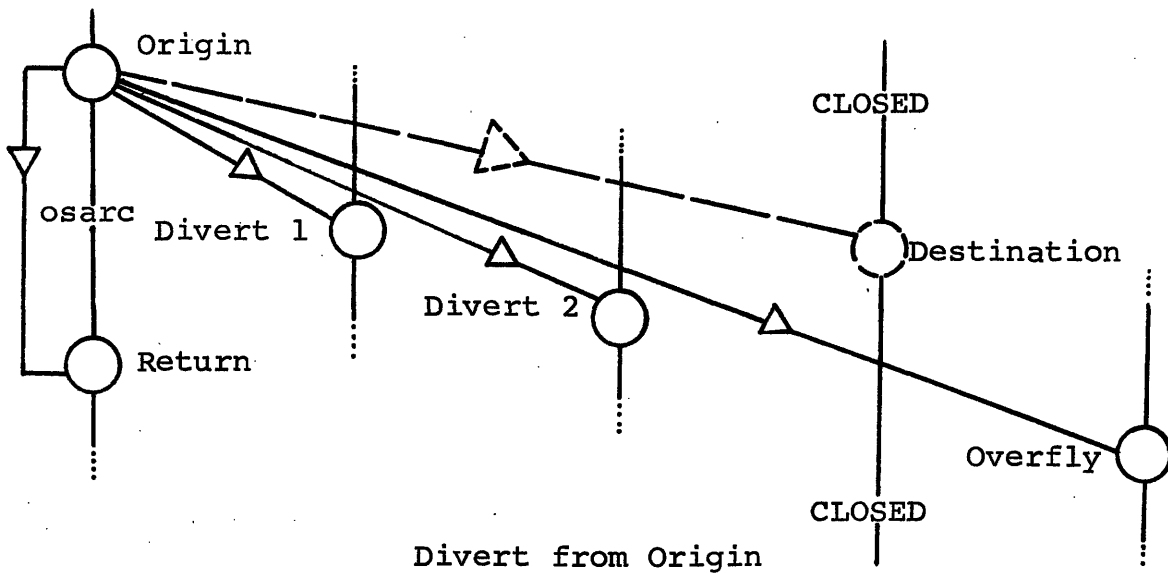 Origin
CLOSED
osarc
Divert 1
Destination
Divert 2
Return
Overfly
CLOSED
Divert from Origin